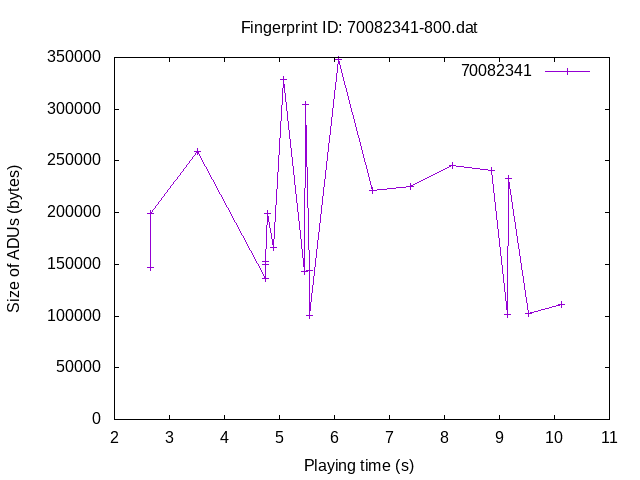 Fingerprint ID: 70082341-800.dat
70082341
350000
300000
250000
200000
150000
100000
50000
0
Size of ADUs (bytes)
2 3 4 5 6 7 8 9 10 11
Playing time (s)